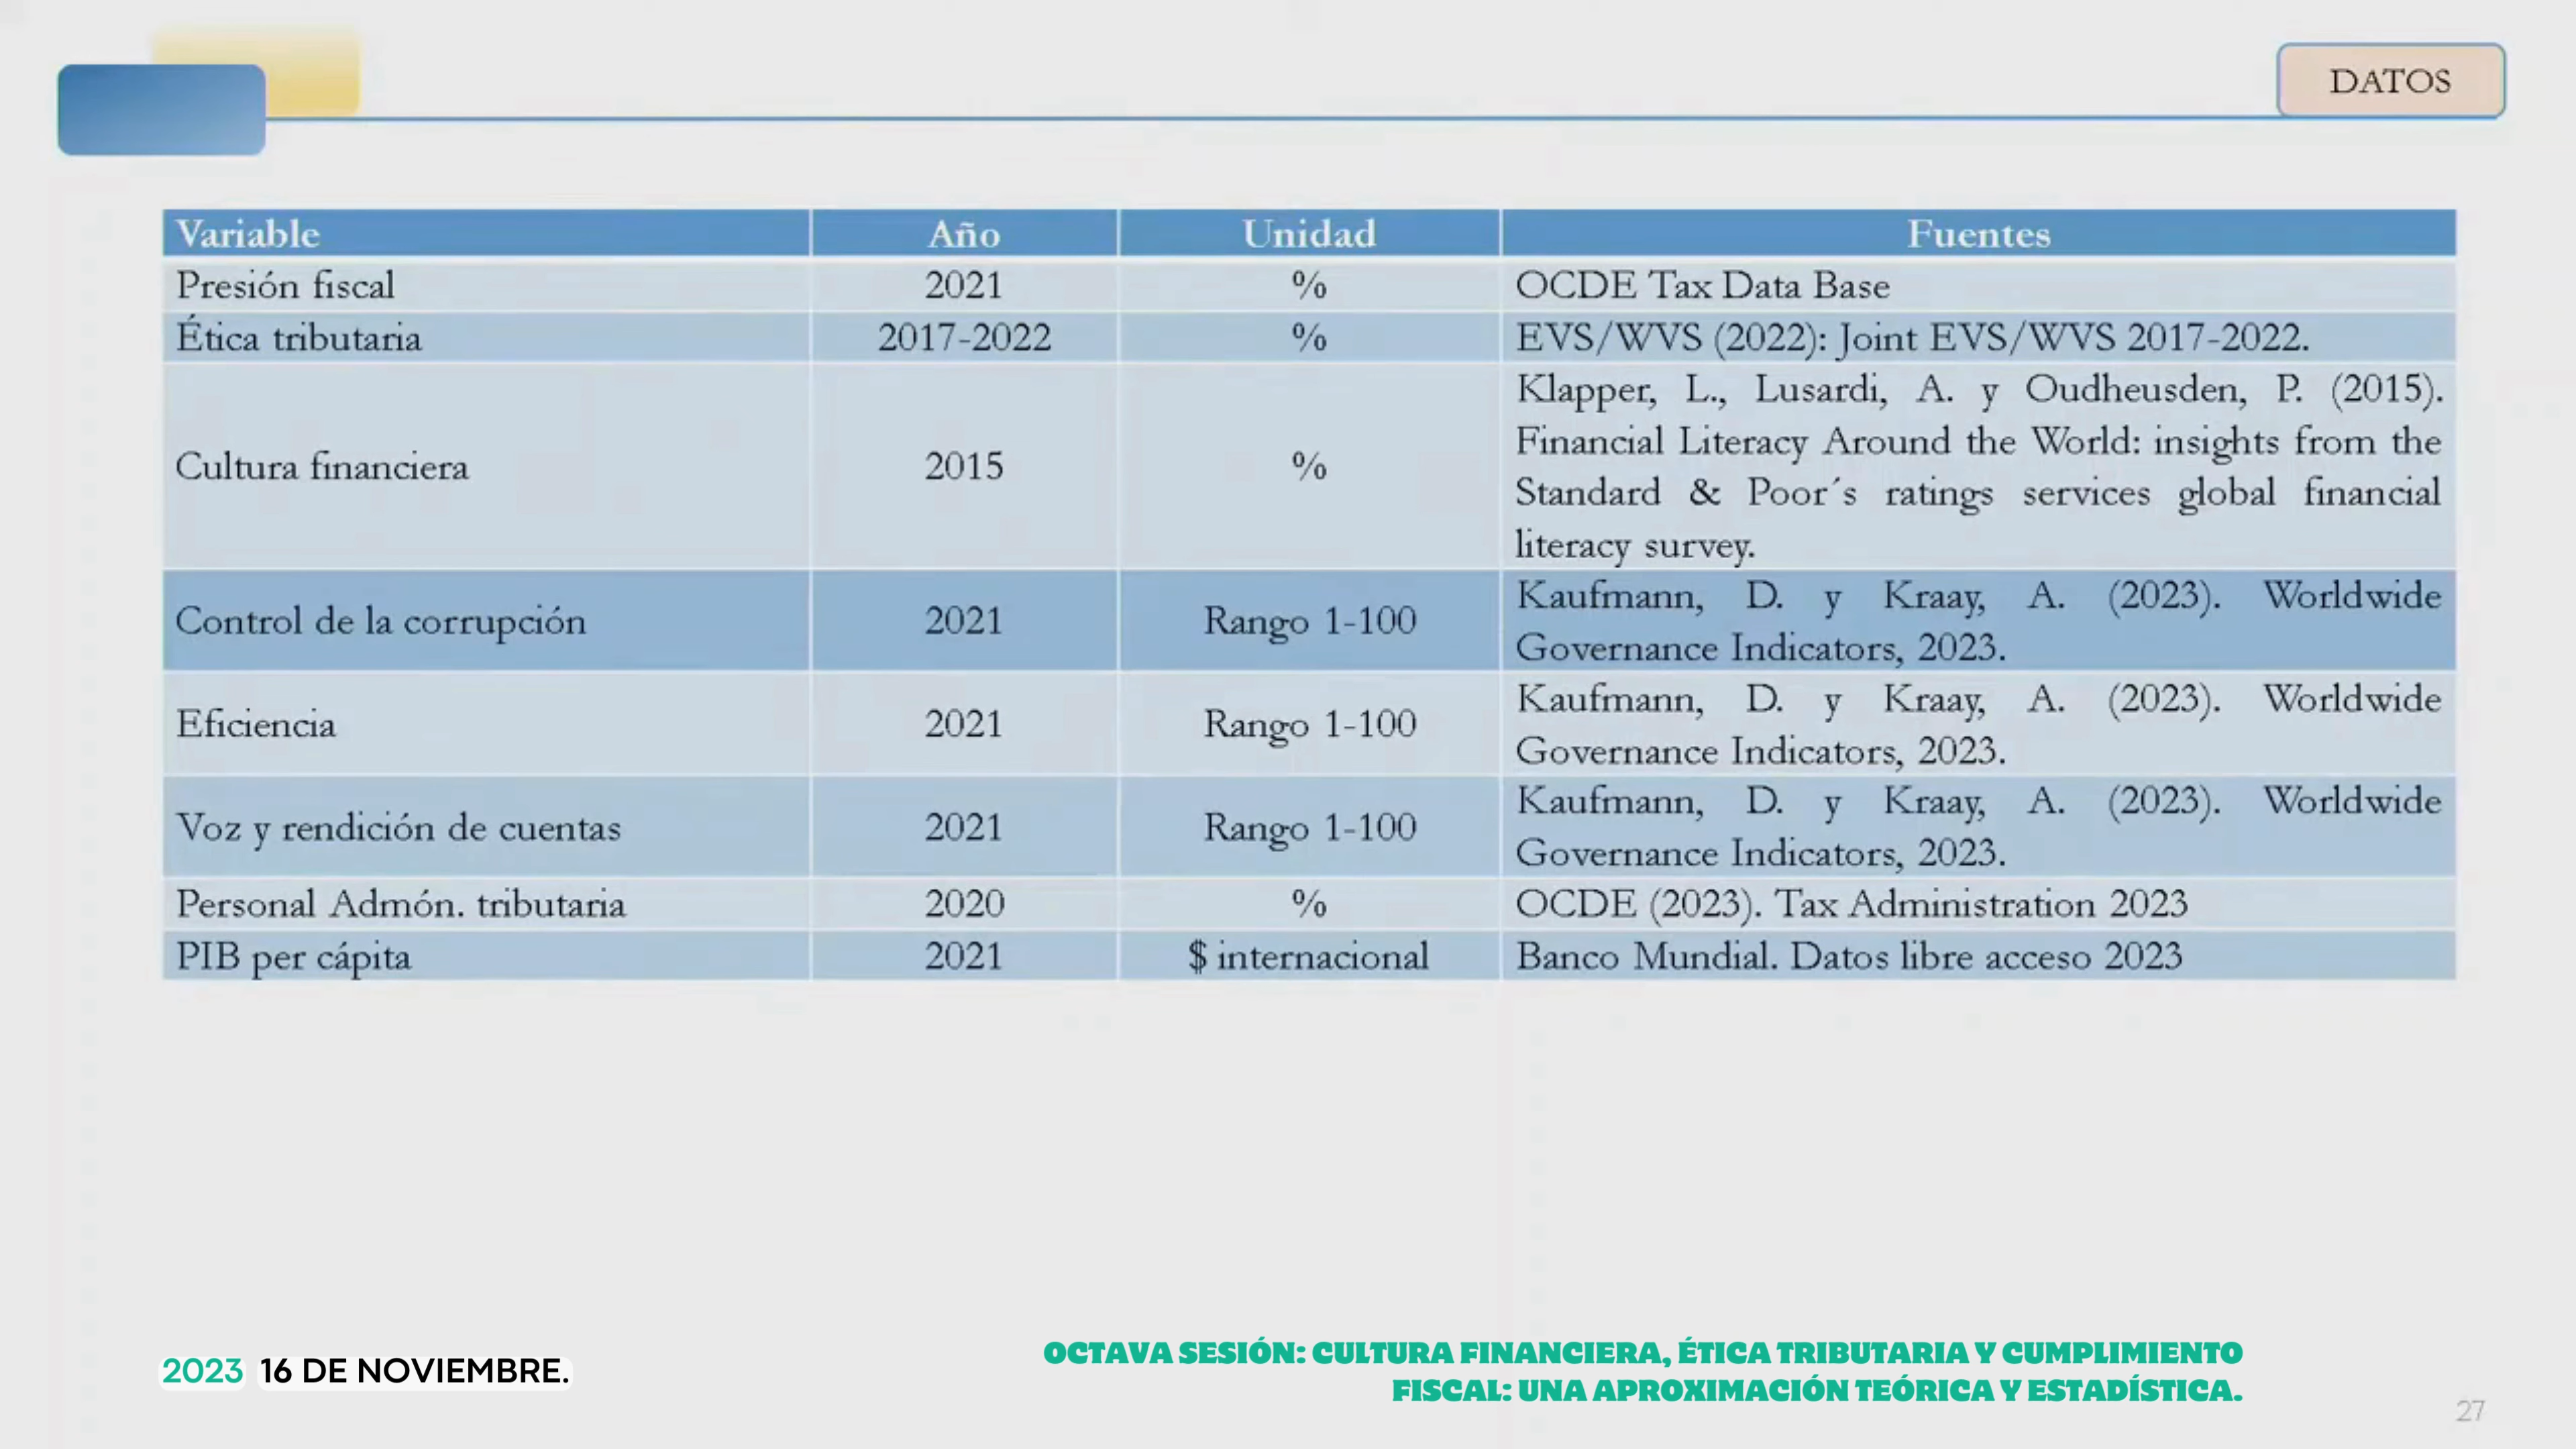 DATOS
Variable Año Unidad Fuentes
Presión fiscal 2021 % OCDE Tax Data Base
Ética tributaria 2017-2022 % EVS/WVS (2022): Joint EVS/WVS 2017-2022.
Cultura financiera 2015 % Klapper, L., Lusardi, A. y Oudheusden, P. (2015).
Financial Literacy Around the World: insights from the
Standard & Poor´s ratings services global financial
literacy survey.
Control de la corrupción 2021 Rango 1-100 Kaufmann, D. y Kraay, A. (2023). Worldwide
Governance Indicators, 2023.
Eficiencia 2021 Rango 1-100 Kaufmann, D. y Kraay, A. (2023). Worldwide
Governance Indicators, 2023.
Voz y rendición de cuentas 2021 Rango 1-100 Kaufmann, D. y Kraay, A. (2023). Worldwide
Governance Indicators, 2023.
Personal Admón. tributaria 2020 % OCDE (2023). Tax Administration 2023
PIB per cápita 2021 $ internacional Banco Mundial. Datos libre acceso 2023
2023 16 DE NOVIEMBRE.
OCTAVA SESIÓN: CULTURA FINANCIERA, ÉTICA TRIBUTARIA Y CUMPLIMIENTO
FISCAL: UNA APROXIMACIÓN TEÓRICA Y ESTADÍSTICA.
27